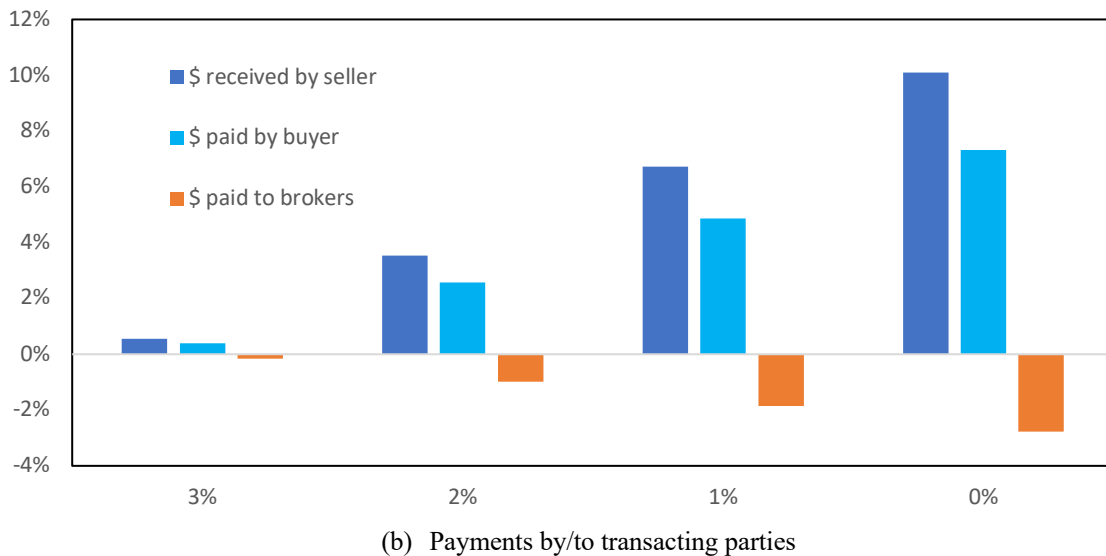 12%
10%
8%
6%
4%
2%
0%
-2%
-4%
$ received by seller
$ paid by buyer
$ paid to brokers
3% 2% 1% 0%
(b) Payments by/to transacting parties